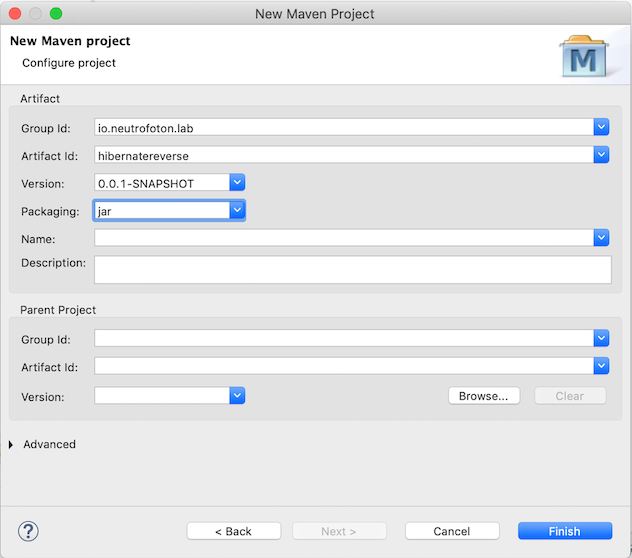 New Maven Project
New Maven project
Configure project
M
Artifact
Group Id: io.neutrofoton.lab
Artifact Id: hibernatereverse
Version: 0.0.1-SNAPSHOT
Packaging: jar
Name:
Description:
Parent Project
Group Id:
Artifact Id:
Version: Browse... Clear
Advanced
? < Back Next > Cancel Finish